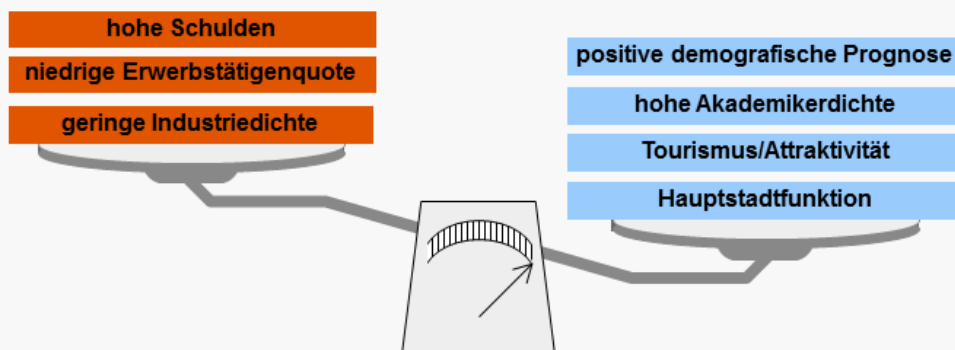 hohe Schulden
niedrige Erwerbstätigenquote
geringe Industriedichte
positive demografische Prognose
hohe Akademikerdichte
Tourismus/Attraktivität
Hauptstadtfunktion